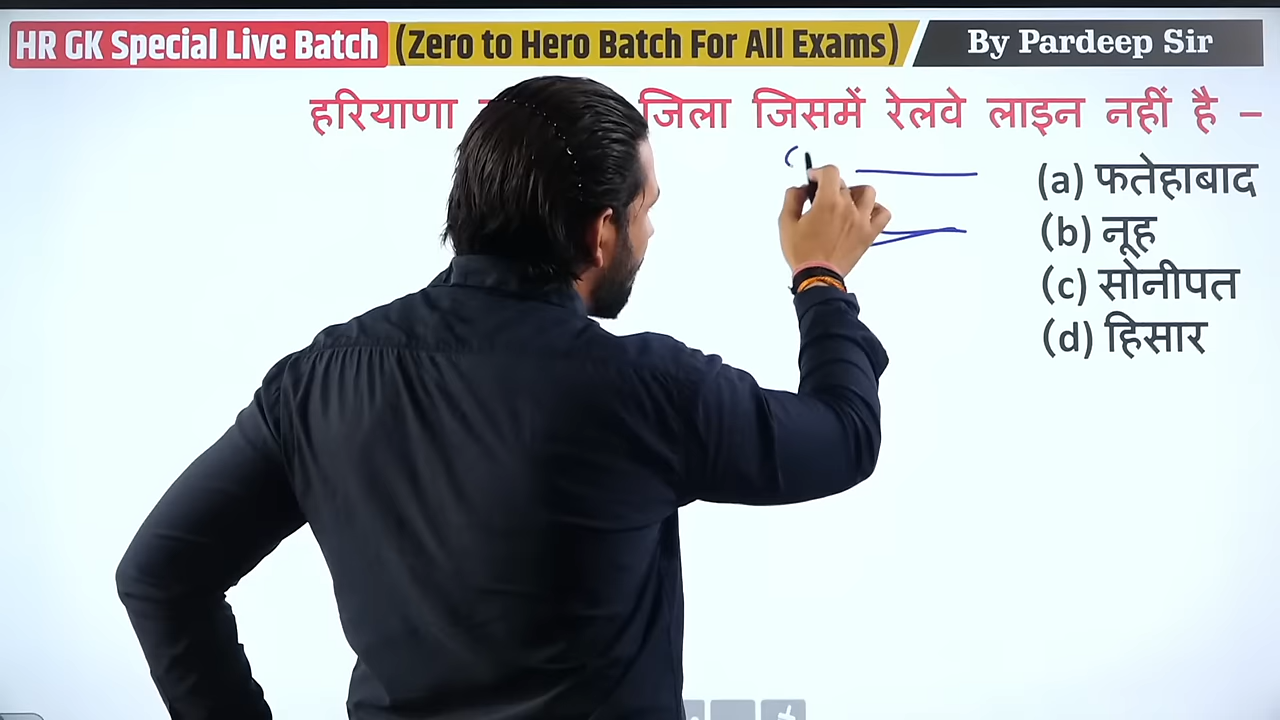 HR GK Special Live Batch (Zero to Hero Batch For All Exams) By Pardeep Sir
हरियाणा जिला जिसमें रेलवे लाइन नहीं है –
(a) फतेहाबाद
(b) नूह
(c) सोनीपत
(d) हिसार